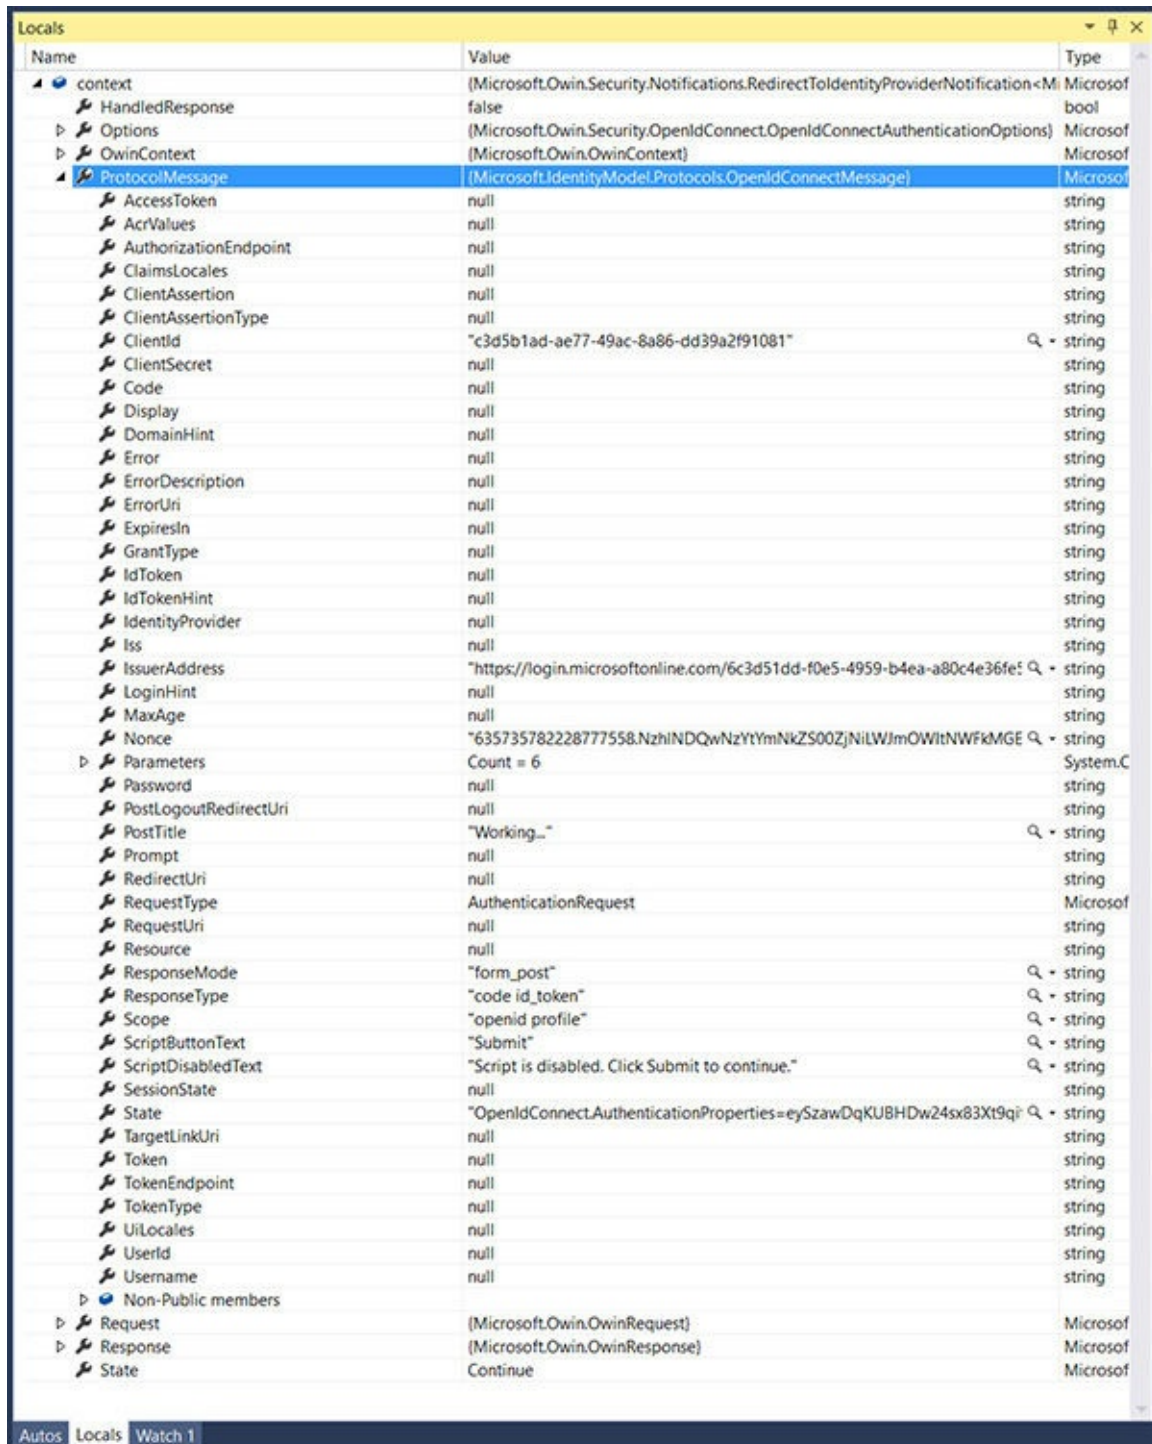 Locals
Name Value Type
context {Microsoft.Owin.Security.Notifications.RedirectToIdentityProviderNotification<Mi Microsof
HandledResponse false bool
Options {Microsoft.Owin.Security.OpenIdConnect.OpenIdConnectAuthenticationOptions} Microsof
OwinContext {Microsoft.Owin.OwinContext} Microsof
ProtocolMessage {Microsoft.IdentityModel.Protocols.OpenIdConnectMessage} Microsof
AccessToken null string
AcrValues null string
AuthorizationEndpoint null string
ClaimsLocales null string
ClientAssertion null string
ClientAssertionType null string
ClientId "c3d5b1ad-ae77-49ac-8a86-dd39a2f91081" string
ClientSecret null string
Code null string
Display null string
DomainHint null string
Error null string
ErrorDescription null string
ErrorUri null string
ExpiresIn null string
GrantType null string
IdToken null string
IdTokenHint null string
IdentityProvider null string
Iss null string
IssuerAddress "https://login.microsoftonline.com/6c3d51dd-f0e5-4959-b4ea-a80c4e36fe5 string
LoginHint null string
MaxAge null string
Nonce "635735782228777558.NzhlNDQwNzYtYmNkZS00ZjNiLWJmOWItNWFkMGE string
Parameters Count = 6 System.C
Password null string
PostLogoutRedirectUri null string
PostTitle "Working..." string
Prompt null string
RedirectUri null string
RequestType AuthenticationRequest Microsof
RequestUri null string
Resource null string
ResponseMode "form_post" string
ResponseType "code id_token" string
Scope "openid profile" string
ScriptButtonText "Submit" string
ScriptDisabledText "Script is disabled. Click Submit to continue." string
SessionState null string
State "OpenIdConnect.AuthenticationProperties=eySzawDqKUBHDw24sx83Xt9qi string
TargetLinkUri null string
Token null string
TokenEndpoint null string
TokenType null string
UiLocales null string
UserId null string
Username null string
Non-Public members
Request {Microsoft.Owin.OwinRequest} Microsof
Response {Microsoft.Owin.OwinResponse} Microsof
State Continue Microsof
Autos Locals Watch 1